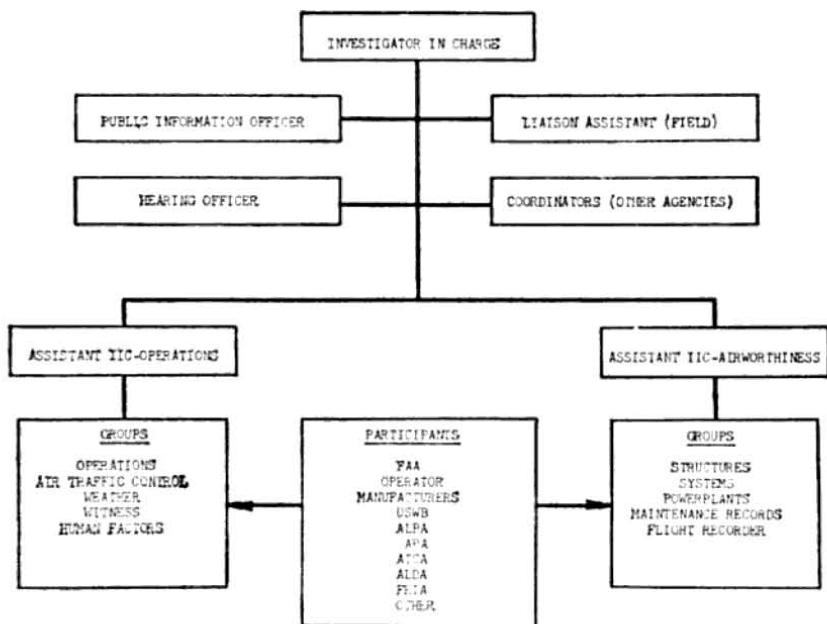 INVESTIGATOR IN CHARGE
PUBLIC INFORMATION OFFICER
LIAISON ASSISTANT (FIELD)
HEARING OFFICER
COORDINATORS (OTHER AGENCIES)
ASSISTANT IIC-OPERATIONS
ASSISTANT IIC-AIRWORTHINESS
GROUPS
OPERATIONS
AIR TRAFFIC CONTROL
WEATHER
WITNESS
HUMAN FACTORS
PARTICIPANTS
FAA
OPERATOR
MANUFACTURERS
USWB
ALPA
APA
ATCA
ALDA
FEIA
OTHER
GROUPS
STRUCTURES
SYSTEMS
POWERPLANTS
MAINTENANCE RECORDS
FLIGHT RECORDER